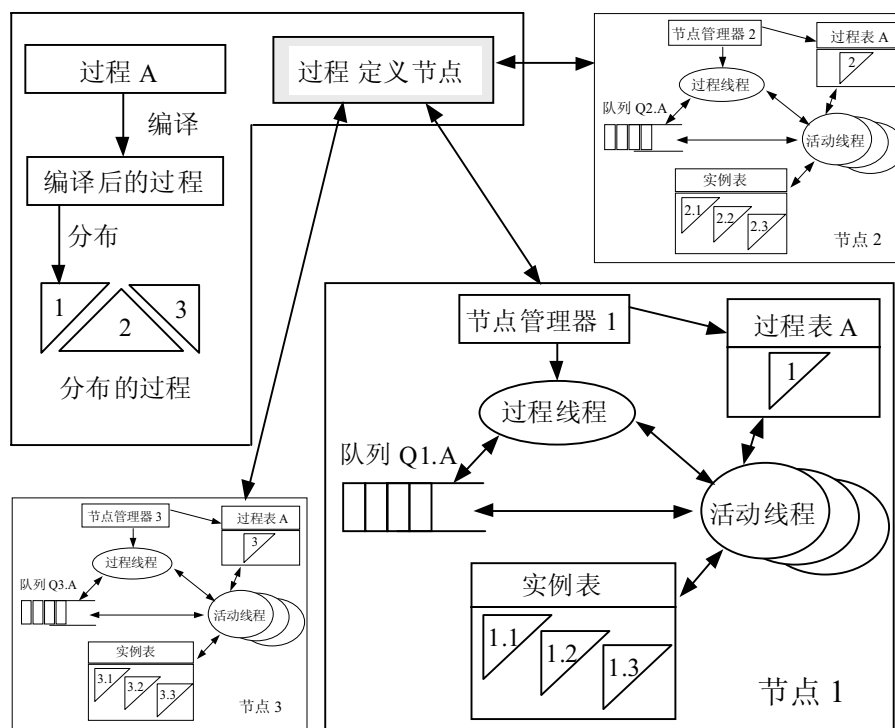 过程 A
编译
编译后的过程
分布
1
2
3
分布的过程
过程 定义节点
节点管理器 2
过程表 A
2
过程线程
队列 Q2.A
活动线程
实例表
2.1
2.2
2.3
节点 2
节点管理器 1
过程表 A
1
过程线程
队列 Q1.A
活动线程
实例表
1.1
1.2
1.3
节点 1
节点管理器 3
过程表 A
3
过程线程
队列 Q3.A
活动线程
实例表
3.1
3.2
3.3
节点 3